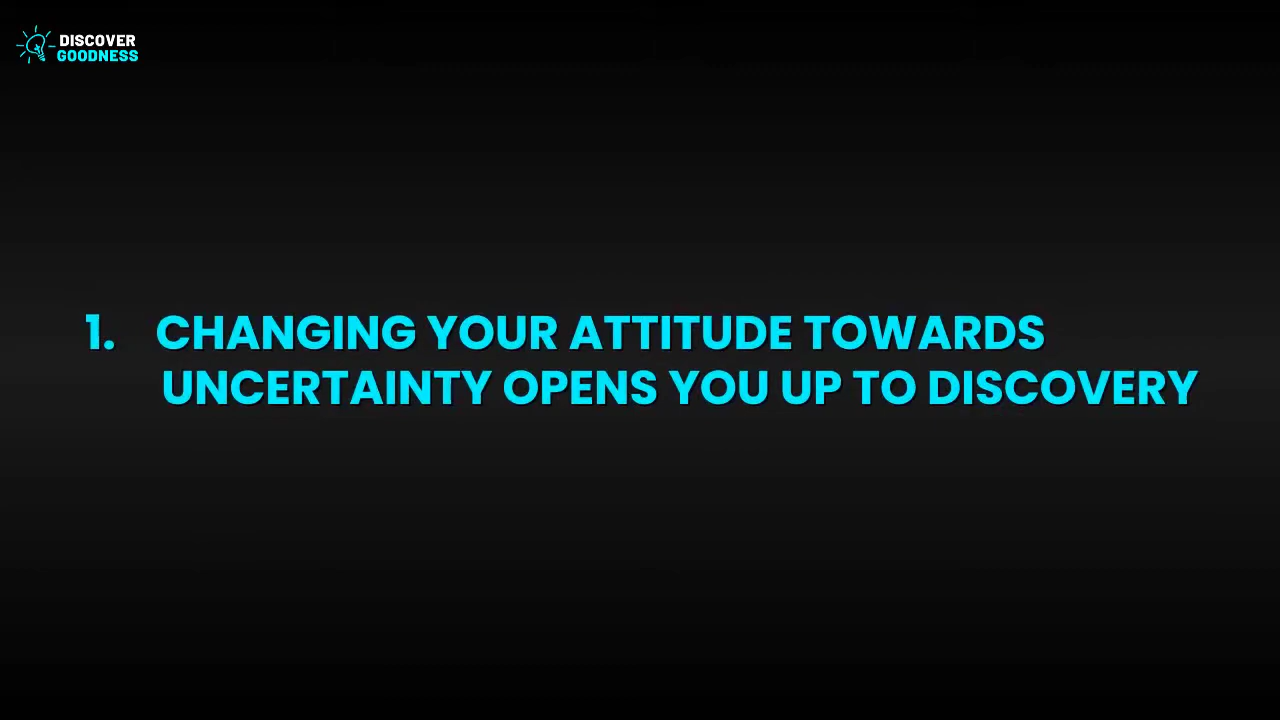 DISCOVER
GOODNESS
1. CHANGING YOUR ATTITUDE TOWARDS
UNCERTAINTY OPENS YOU UP TO DISCOVERY